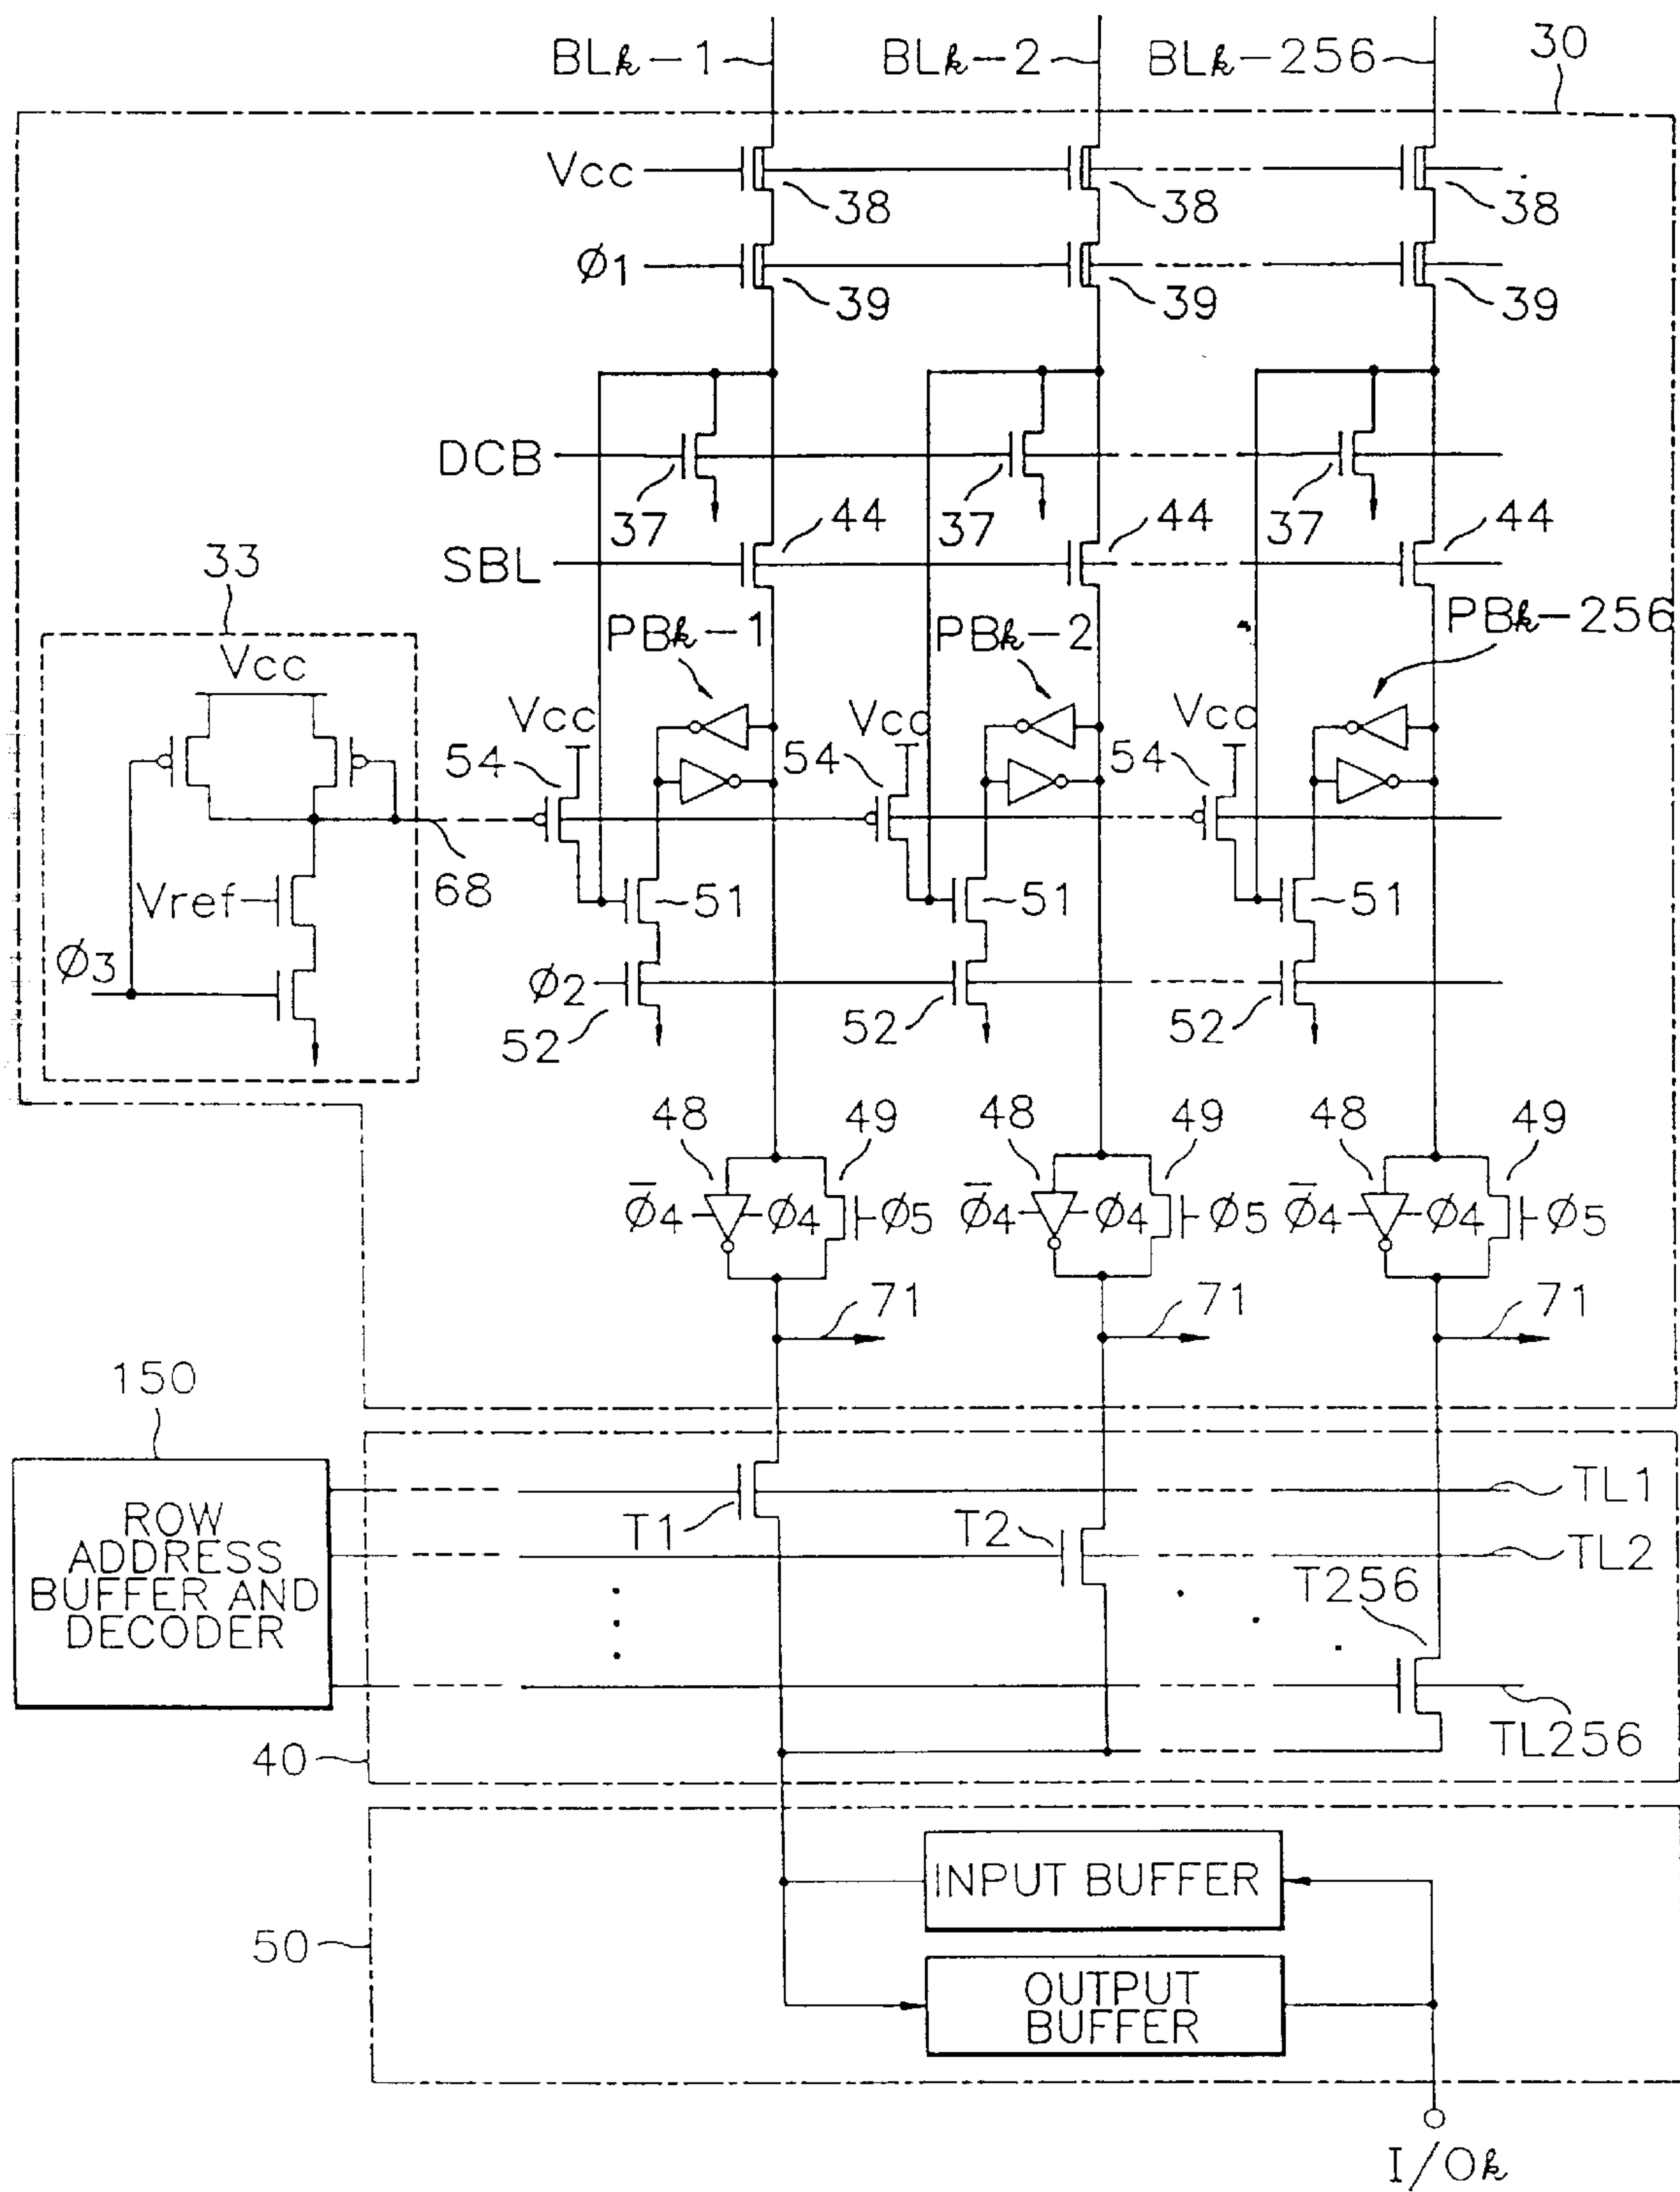 BLk-1 BLk-2 BLk-256 30
Vcc 38 38 38
Ø1 39 39 39
DCB 37 37 37
SBL 44 44 44
33
PBk-1 PBk-2 PBk-256
Vcc
Vcc Vcc Vcc
54 54 54
Vref 68 51 51 51
Ø3 Ø2
52 52 52
48 49 48 49 48 49
Ø̅4 Ø4 Ø5 Ø̅4 Ø4 Ø5 Ø̅4 Ø4 Ø5
71 71 71
150
ROW
ADDRESS
BUFFER AND
DECODER
T1 TL1
T2 TL2
T256
TL256
40
INPUT BUFFER
50
OUTPUT
BUFFER
I/Ok